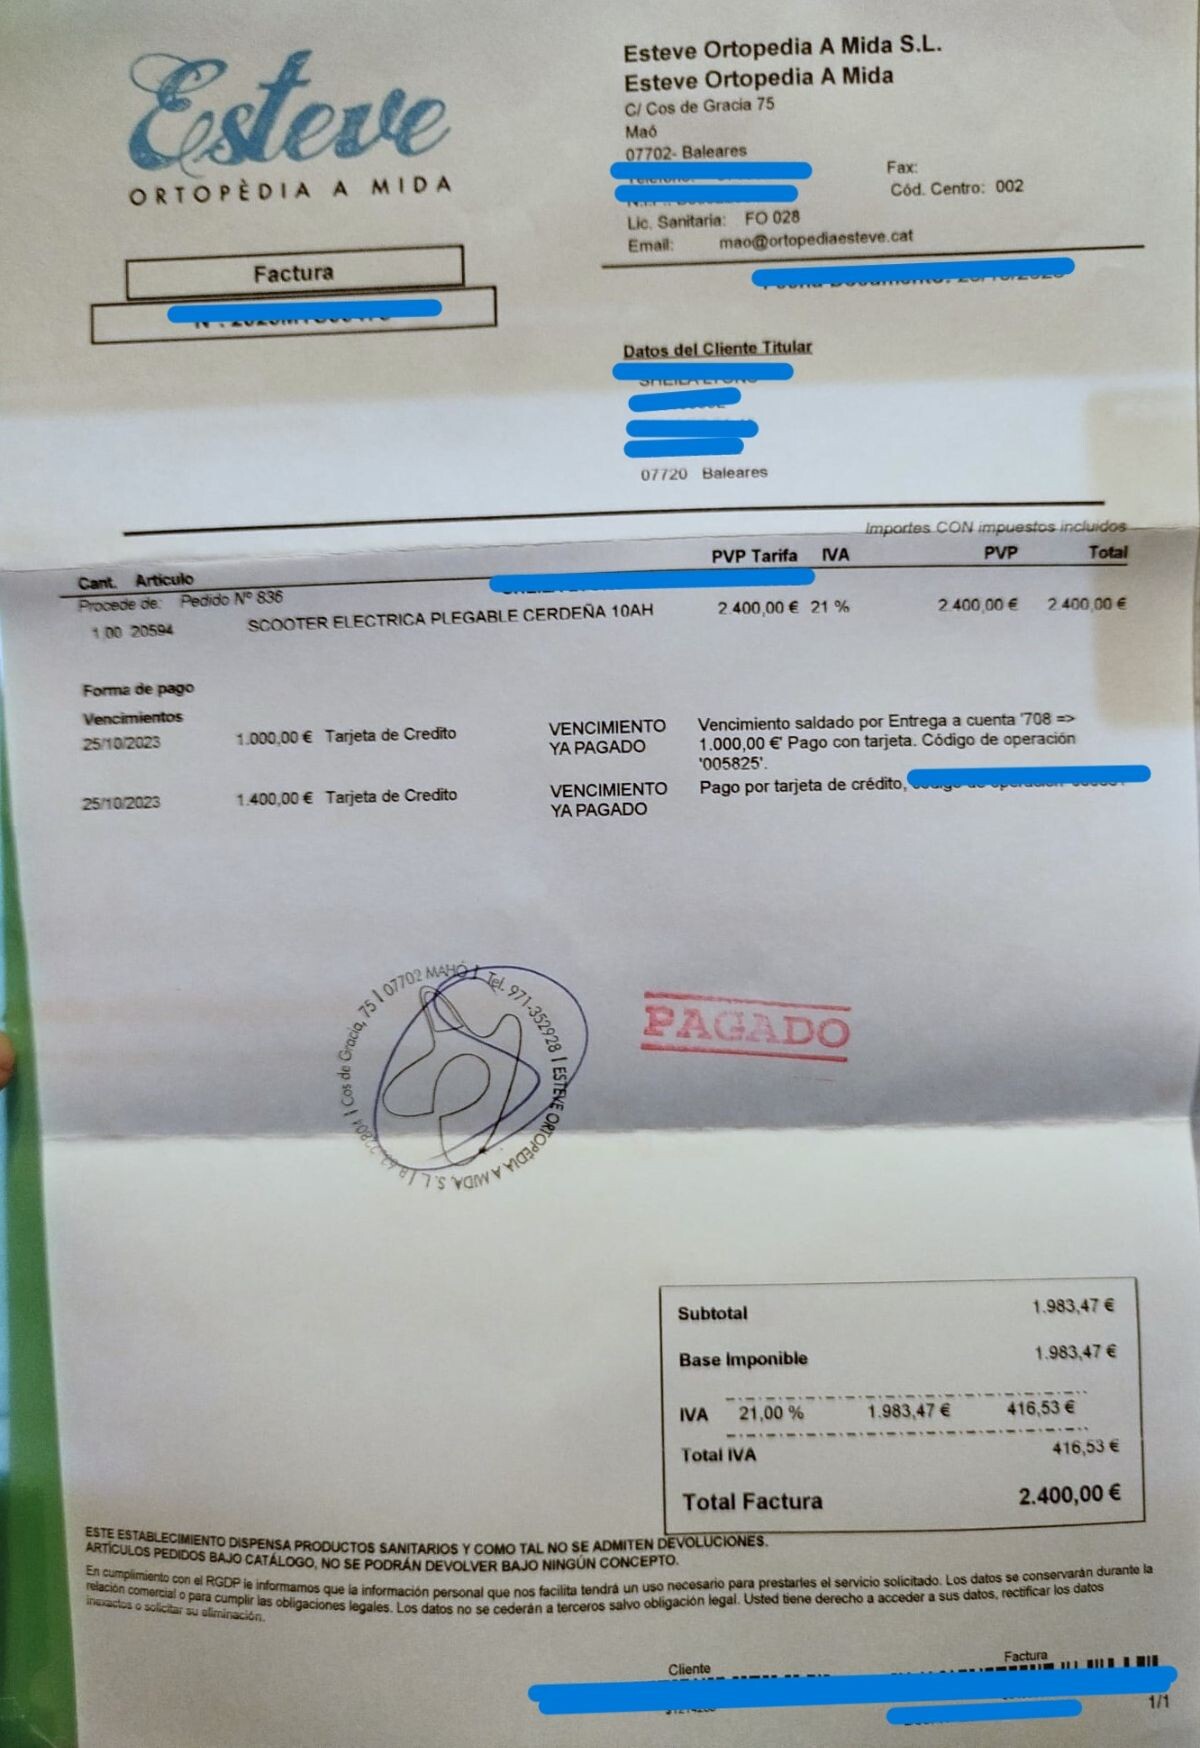 Esteve
ORTOPÈDIA A MIDA
Esteve Ortopedia A Mida S.L.
Esteve Ortopedia A Mida
C/ Cos de Gracia 75
Maó
07702- Baleares
Fax:
Cód. Centro: 002
Lic. Sanitaria: FO 028
Email: mao@ortopediaesteve.cat
Factura
Datos del Cliente Titular
07720 Baleares
Importes CON impuestos incluidos
Cant. Artículo PVP Tarifa IVA PVP Total
Procede de: Pedido Nº 836
1,00 20594 SCOOTER ELECTRICA PLEGABLE CERDEÑA 10AH 2.400,00 € 21 % 2.400,00 € 2.400,00 €
Forma de pago
Vencimientos
25/10/2023 1.000,00 € Tarjeta de Credito VENCIMIENTO YA PAGADO Vencimiento saldado por Entrega a cuenta '708 =>
1.000,00 €' Pago con tarjeta. Código de operación
'005825'.
25/10/2023 1.400,00 € Tarjeta de Credito VENCIMIENTO YA PAGADO Pago por tarjeta de crédito,
Cos de Gracia, 75 | 07702 MAHÓ | Tel. 971-352928 | ESTEVE ORTOPÈDIA A MIDA, S.L. |
PAGADO
Subtotal 1.983,47 €
Base Imponible 1.983,47 €
IVA 21,00 % 1.983,47 € 416,53 €
Total IVA 416,53 €
Total Factura 2.400,00 €
ESTE ESTABLECIMIENTO DISPENSA PRODUCTOS SANITARIOS Y COMO TAL NO SE ADMITEN DEVOLUCIONES.
ARTÍCULOS PEDIDOS BAJO CATÁLOGO, NO SE PODRÁN DEVOLVER BAJO NINGÚN CONCEPTO.
En cumplimiento con el RGDP le informamos que la información personal que nos facilita tendrá un uso necesario para prestarles el servicio solicitado. Los datos se conservarán durante la
relación comercial o para cumplir las obligaciones legales. Los datos no se cederán a terceros salvo obligación legal. Usted tiene derecho a acceder a sus datos, rectificar los datos
inexactos o solicitar su eliminación.
Cliente
Factura
1/1